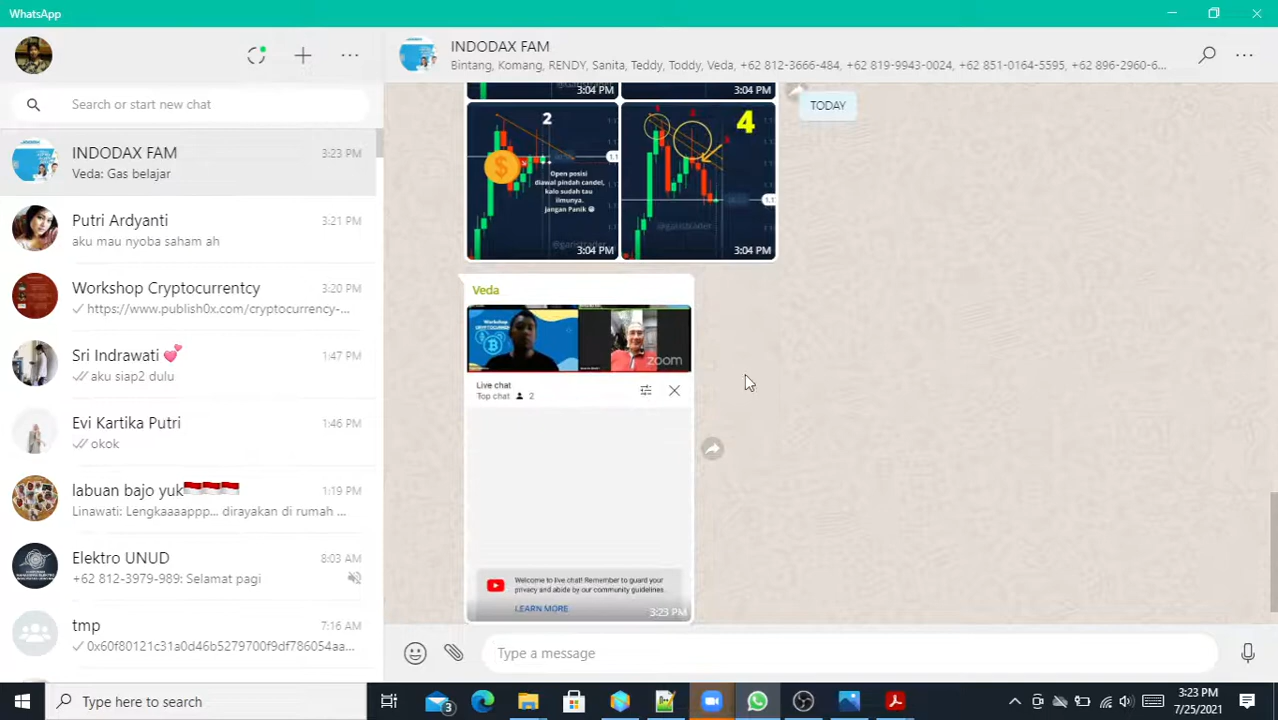 WhatsApp
INDODAX FAM
Bintang, Komang, RENDY, Sanita, Teddy, Toddy, Veda, +62 812-3666-484, +62 819-9943-0024, +62 851-0164-5595, +62 896-2960-6...
Search or start new chat
INDODAX FAM 3:23 PM
Veda: Gas belajar
Putri Ardyanti 3:21 PM
aku mau nyoba saham ah
Workshop Cryptocurrentcy 3:20 PM
https://www.publish0x.com/cryptocurrency-...
Sri Indrawati 💕 1:47 PM
aku siap2 dulu
Evi Kartika Putri 1:46 PM
okok
labuan bajo yuk🇮🇩🇮🇩🇮🇩 1:19 PM
Linawati: Lengkaaaappp... dirayakan di rumah ...
Elektro UNUD 8:03 AM
+62 812-3979-989: Selamat pagi
tmp 7:16 AM
0x60f80121c31a0d46b5279700f9df786054aa...
3:04 PM
3:04 PM
TODAY
2
Open posisi
diawal pindah candel,
kalo sudah tau
ilmunya.
jangan Panik
3:04 PM
4
3:04 PM
Veda
Workshop
zoom
Live chat
Top chat 2
Welcome to live chat! Remember to guard your
privacy and abide by our community guidelines.
LEARN MORE
3:23 PM
Type a message
Type here to search
3
3:23 PM
7/25/2021